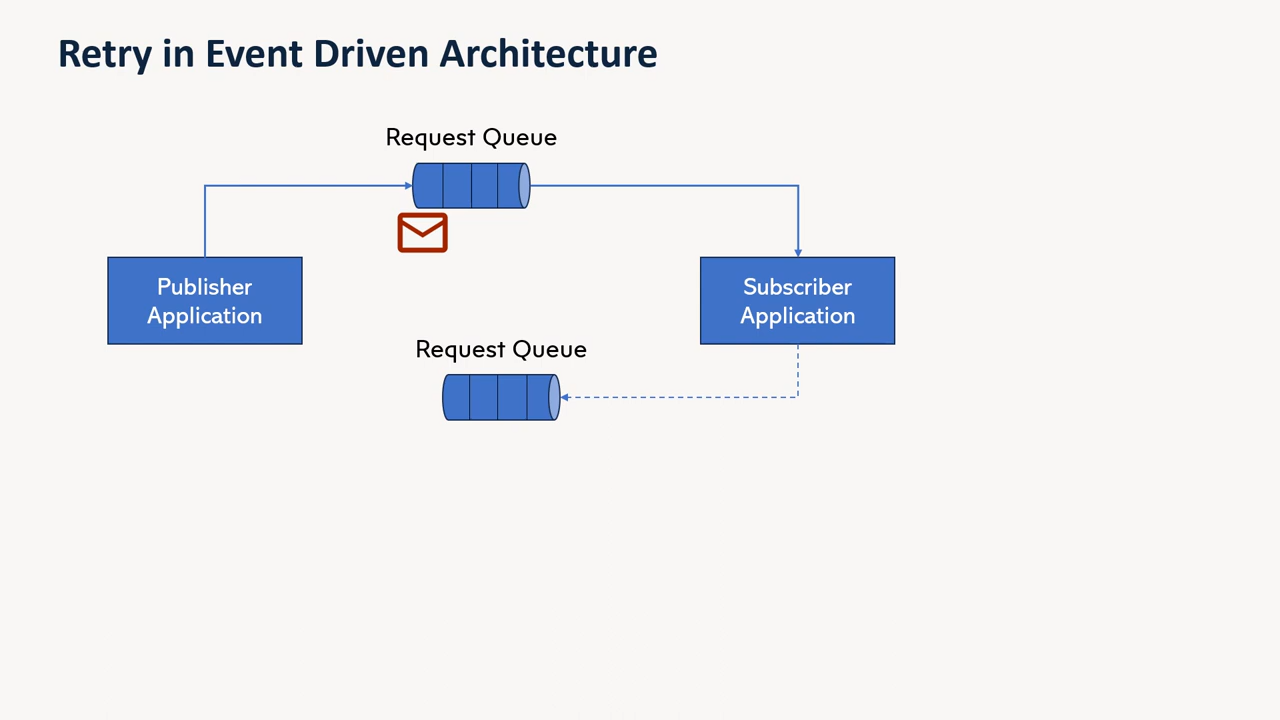 Retry in Event Driven Architecture
Request Queue
Publisher
Application
Subscriber
Application
Request Queue